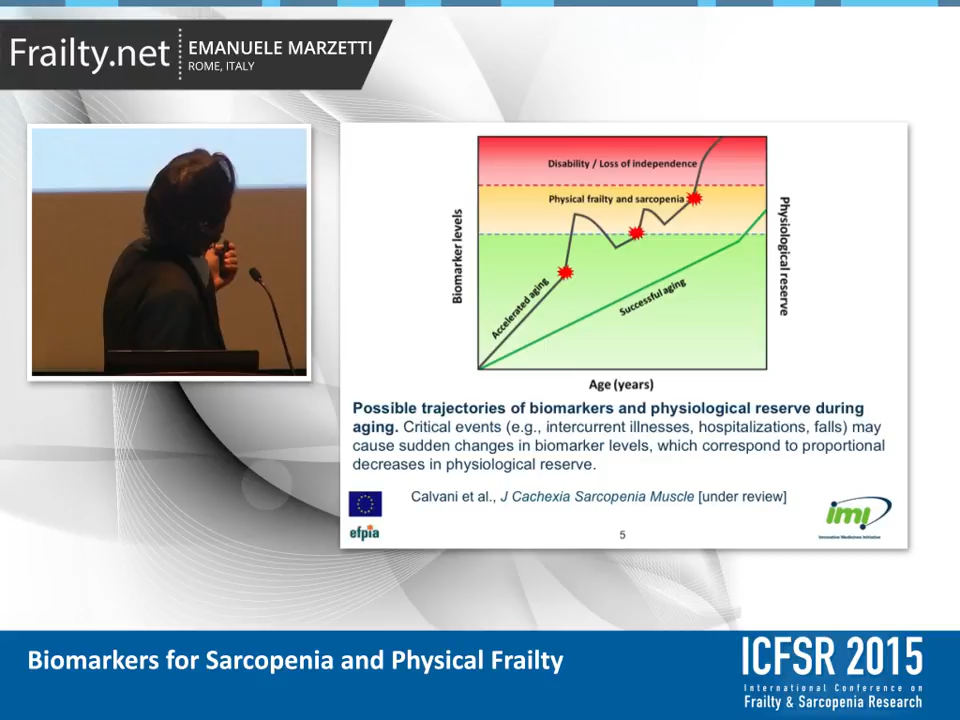 Frailty.net
EMANUELE MARZETTI
ROME, ITALY
Disability / Loss of independence
Physical frailty and sarcopenia
Biomarker levels
Physiological reserve
Accelerated aging
Successful aging
Age (years)
Possible trajectories of biomarkers and physiological reserve during
aging. Critical events (e.g., intercurrent illnesses, hospitalizations, falls) may
cause sudden changes in biomarker levels, which correspond to proportional
decreases in physiological reserve.
Calvani et al., J Cachexia Sarcopenia Muscle [under review]
efpia
imi
Innovative Medicines Initiative
5
Biomarkers for Sarcopenia and Physical Frailty
ICFSR 2015
International Conference on
Frailty & Sarcopenia Research